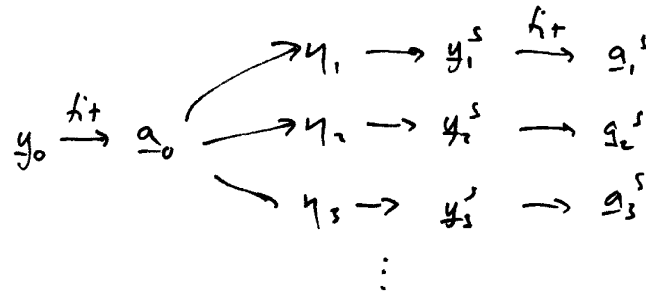 η₁ → y₁ˢ fit → a₁ˢ
y₀ fit → a₀ → η₂ → y₂ˢ → a₂ˢ
η₃ → y₃ˢ → a₃ˢ
⋮